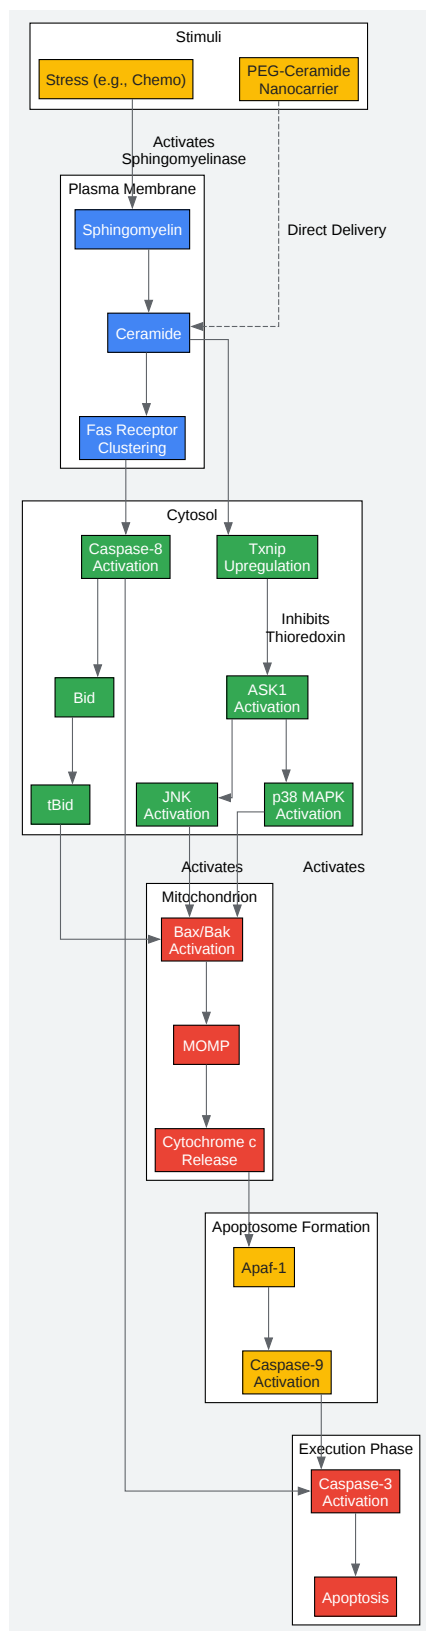 Stimuli
Stress (e.g., Chemo)
PEG-Ceramide
Nanocarrier
Activates
Sphingomyelinase
Plasma Membrane
Sphingomyelin
Direct Delivery
Ceramide
Fas Receptor
Clustering
Cytosol
Caspase-8
Activation
Txnip
Upregulation
Inhibits
Thioredoxin
Bid
ASK1
Activation
tBid
JNK
Activation
p38 MAPK
Activation
Activates
Activates
Mitochondrion
Bax/Bak
Activation
MOMP
Cytochrome c
Release
Apoptosome Formation
Apaf-1
Caspase-9
Activation
Execution Phase
Caspase-3
Activation
Apoptosis